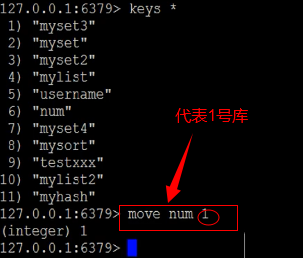 127.0.0.1:6379> keys *
1) "myset3"
2) "myset"
3) "myset2"
4) "mylist"
5) "username"
6) "num"
7) "myset4"
8) "mysort"
9) "testxxx"
10) "mylist2"
11) "myhash"
代表1号库
127.0.0.1:6379> move num 1
(integer) 1
127.0.0.1:6379>